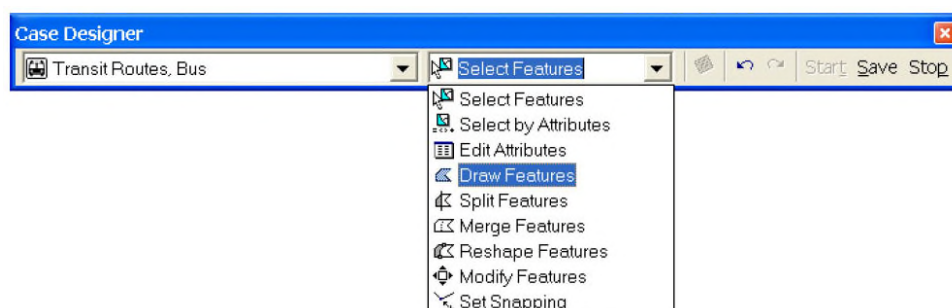 Case Designer
Transit Routes, Bus Select Features Start Save Stop
Select Features
Select by Attributes
Edit Attributes
Draw Features
Split Features
Merge Features
Reshape Features
Modify Features
Set Snapping